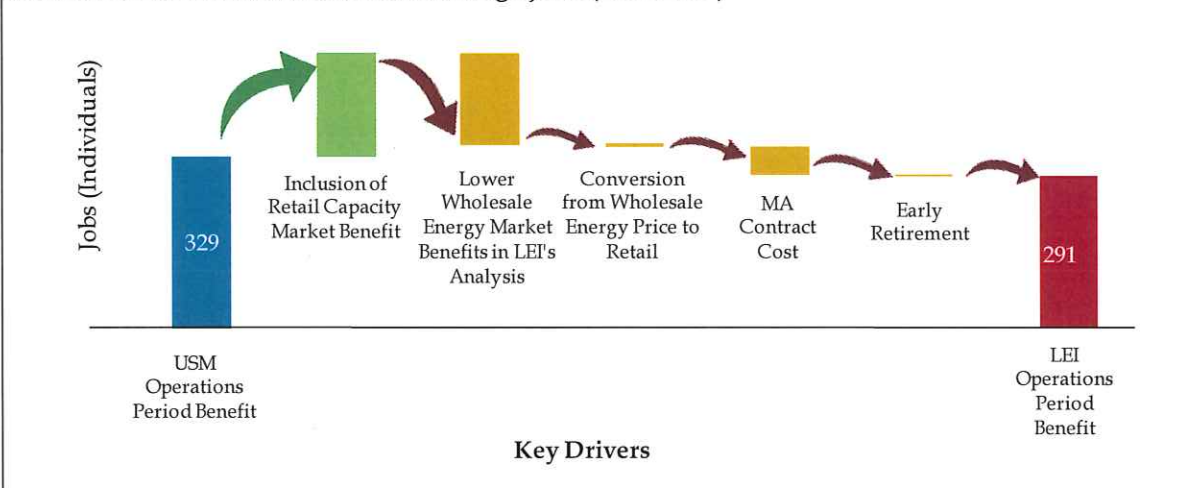 Jobs (Individuals)
329
Inclusion of
Retail Capacity
Market Benefit
Lower
Wholesale
Energy Market
Benefits in LEI's
Analysis
Conversion
from Wholesale
Energy Price to
Retail
MA
Contract
Cost
Early
Retirement
291
USM
Operations
Period Benefit
LEI
Operations
Period
Benefit
Key Drivers